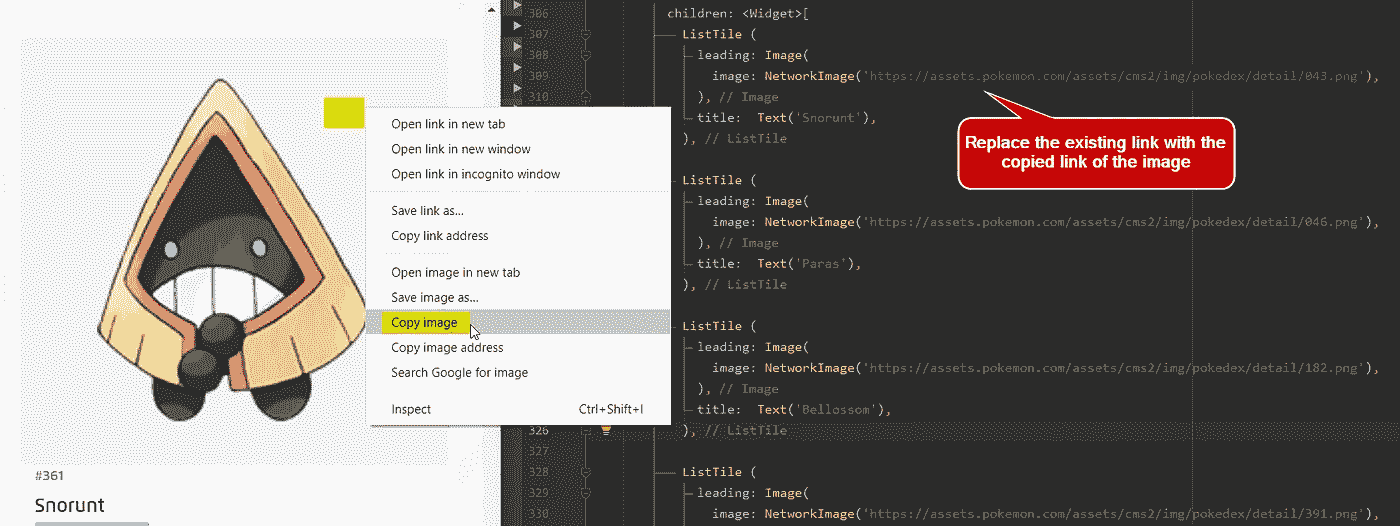 #361
Snorunt
Open link in new tab
Open link in new window
Open link in incognito window
Save link as...
Copy link address
Open image in new tab
Save image as...
Copy image
Copy image address
Search Google for image
Inspect Ctrl+Shift+I
306 children: <Widget>[
307 ListTile (
308 leading: Image(
309 image: NetworkImage('https://assets.pokemon.com/assets/cms2/img/pokedex/detail/043.png'),
310 ), // Image
title: Text('Snorunt'),
), // ListTile
Replace the existing link with the
copied link of the image
ListTile (
leading: Image(
image: NetworkImage('https://assets.pokemon.com/assets/cms2/img/pokedex/detail/046.png'),
), // Image
title: Text('Paras'),
), // ListTile
ListTile (
leading: Image(
image: NetworkImage('https://assets.pokemon.com/assets/cms2/img/pokedex/detail/182.png'),
), // Image
title: Text('Bellossom'),
326 ), // ListTile
327
328 ListTile (
329 leading: Image(
330 image: NetworkImage('https://assets.pokemon.com/assets/cms2/img/pokedex/detail/391.png'),